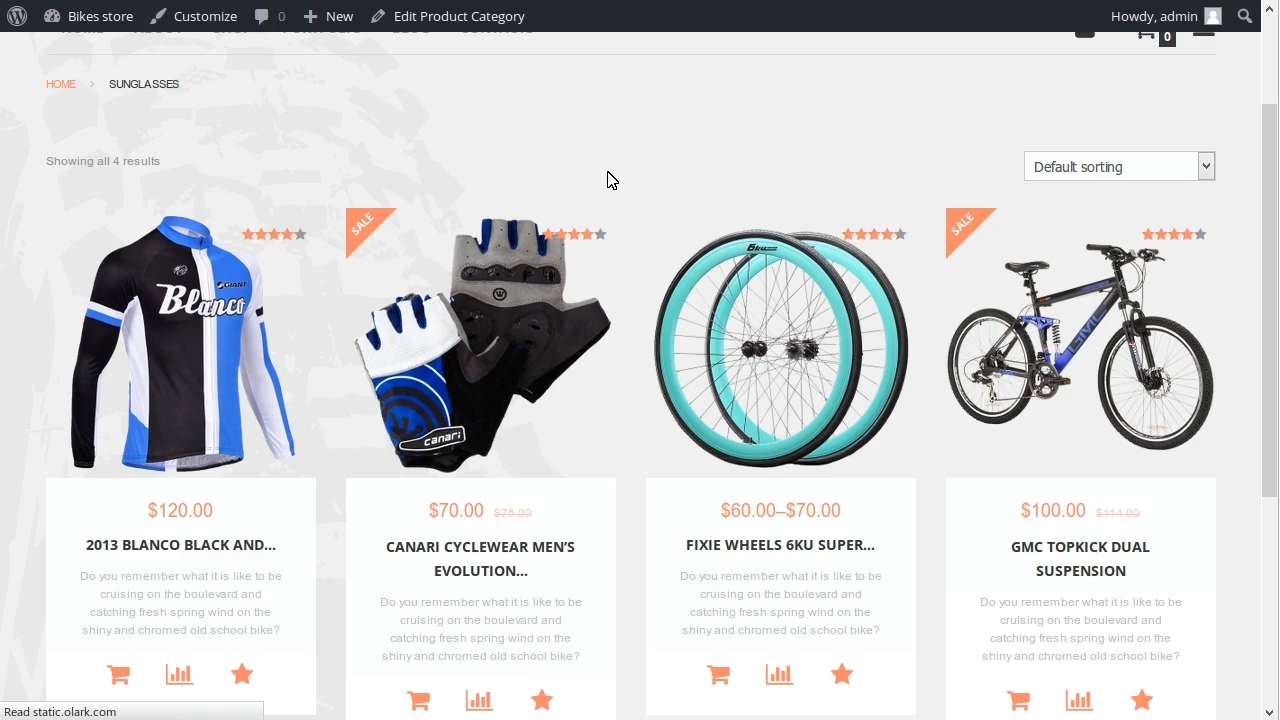 Bikes store Customize 0 New Edit Product Category Howdy, admin
0
HOME SUNGLASSES
Showing all 4 results
Default sorting
SALE
SALE
GIANT
Blanco
canari
6ku
GMC
$120.00
2013 BLANCO BLACK AND...
Do you remember what it is like to be
cruising on the boulevard and
catching fresh spring wind on the
shiny and chromed old school bike?
$70.00 $75.00
CANARI CYCLEWEAR MEN'S
EVOLUTION...
Do you remember what it is like to be
cruising on the boulevard and
catching fresh spring wind on the
shiny and chromed old school bike?
$60.00–$70.00
FIXIE WHEELS 6KU SUPER...
Do you remember what it is like to be
cruising on the boulevard and
catching fresh spring wind on the
shiny and chromed old school bike?
$100.00 $114.00
GMC TOPKICK DUAL
SUSPENSION
Do you remember what it is like to be
cruising on the boulevard and
catching fresh spring wind on the
shiny and chromed old school bike?
Read static.olark.com